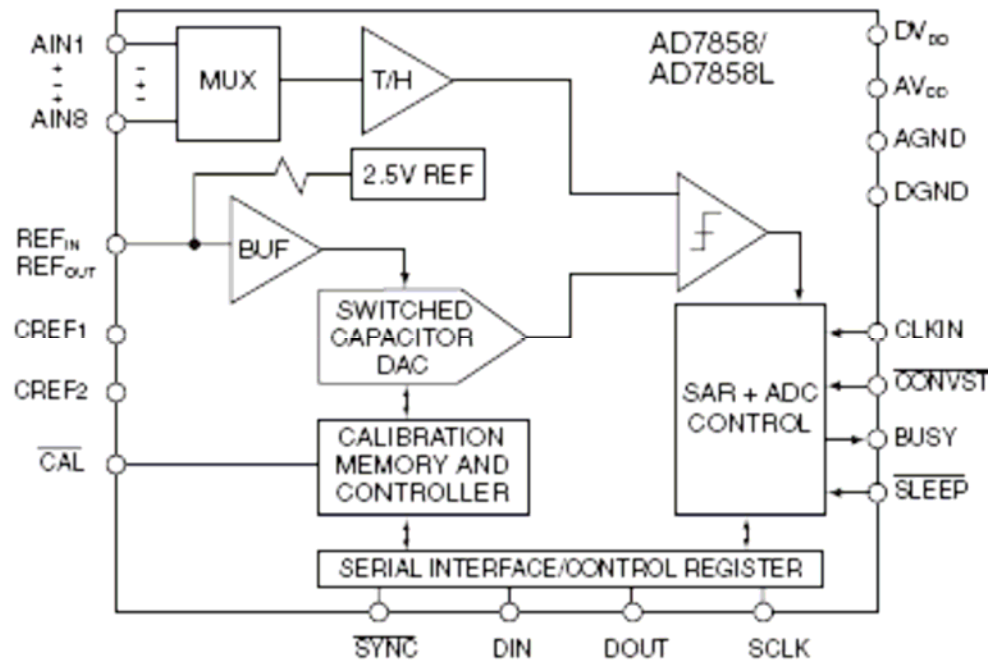 AIN1
AIN8
MUX
T/H
AD7858/
AD7858L
DVDD
AVDD
AGND
DGND
2.5V REF
REFIN
REFOUT
BUF
SWITCHED
CAPACITOR
DAC
CREF1
CREF2
CAL
CALIBRATION
MEMORY AND
CONTROLLER
SAR + ADC
CONTROL
CLKIN
CONVST
BUSY
SLEEP
SERIAL INTERFACE/CONTROL REGISTER
SYNC
DIN
DOUT
SCLK